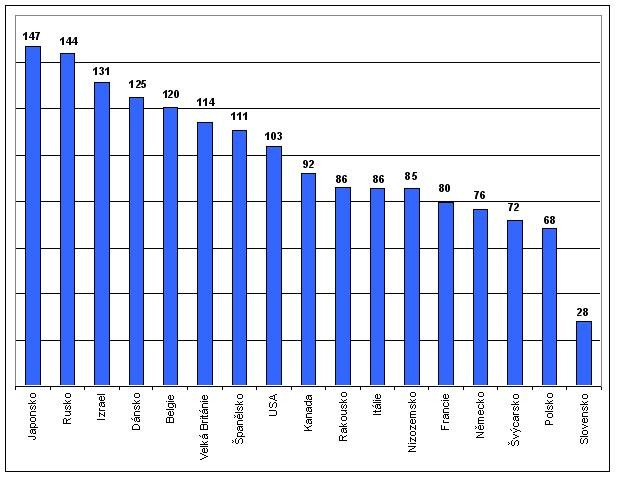 147
144
131
125
120
114
111
103
92
86
86
85
80
76
72
68
28
Japonsko
Rusko
Izrael
Dánsko
Belgie
Velká Británie
Španělsko
USA
Kanada
Rakousko
Itálie
Nizozemsko
Francie
Německo
Švýcarsko
Polsko
Slovensko